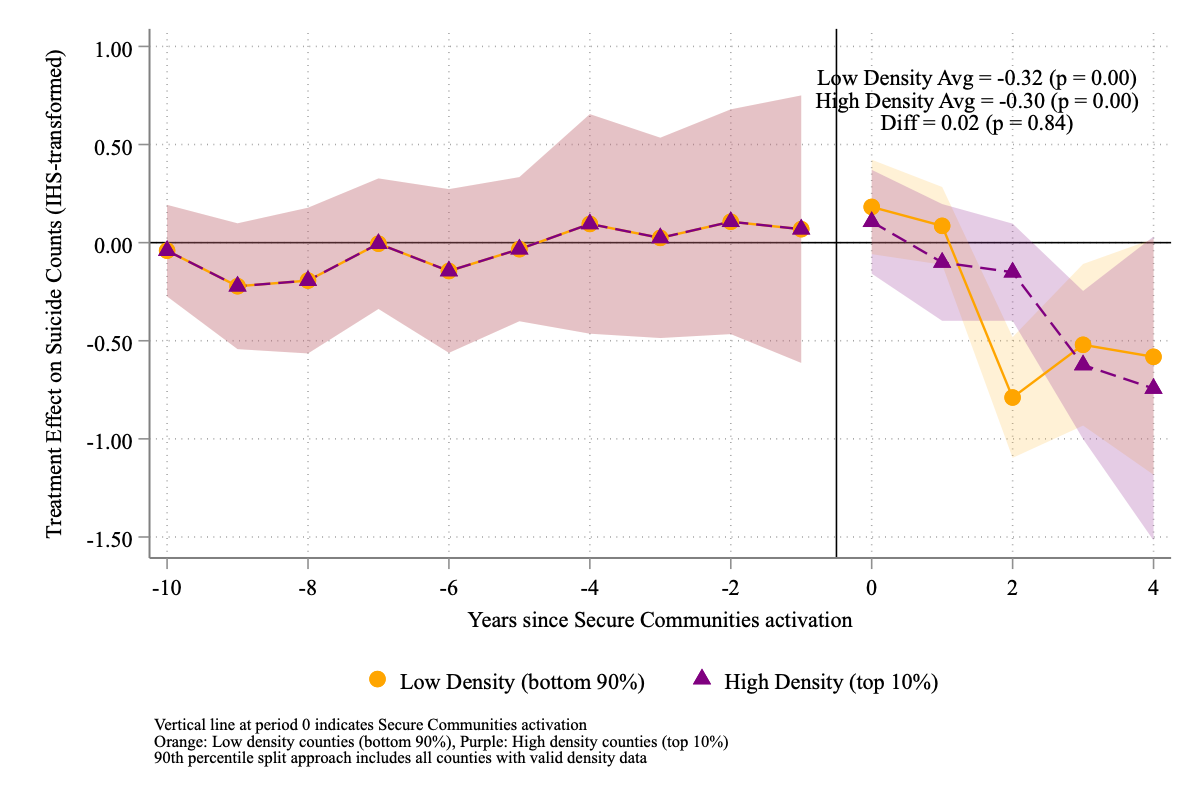 Treatment Effect on Suicide Counts (IHS-transformed)
1.00
0.50
0.00
-0.50
-1.00
-1.50
Low Density Avg = -0.32 (p = 0.00)
High Density Avg = -0.30 (p = 0.00)
Diff = 0.02 (p = 0.84)
-10 -8 -6 -4 -2 0 2 4
Years since Secure Communities activation
Low Density (bottom 90%) High Density (top 10%)
Vertical line at period 0 indicates Secure Communities activation
Orange: Low density counties (bottom 90%), Purple: High density counties (top 10%)
90th percentile split approach includes all counties with valid density data